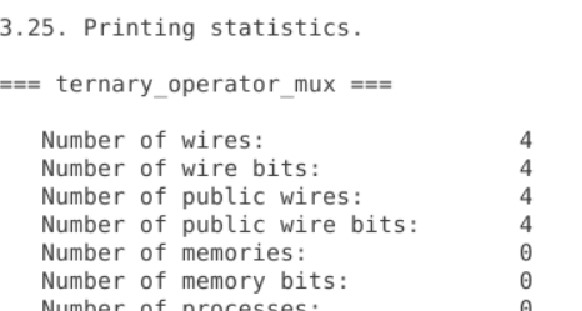 3.25. Printing statistics.
=== ternary_operator_mux ===
Number of wires: 4
Number of wire bits: 4
Number of public wires: 4
Number of public wire bits: 4
Number of memories: 0
Number of memory bits: 0
Number of processes: 0